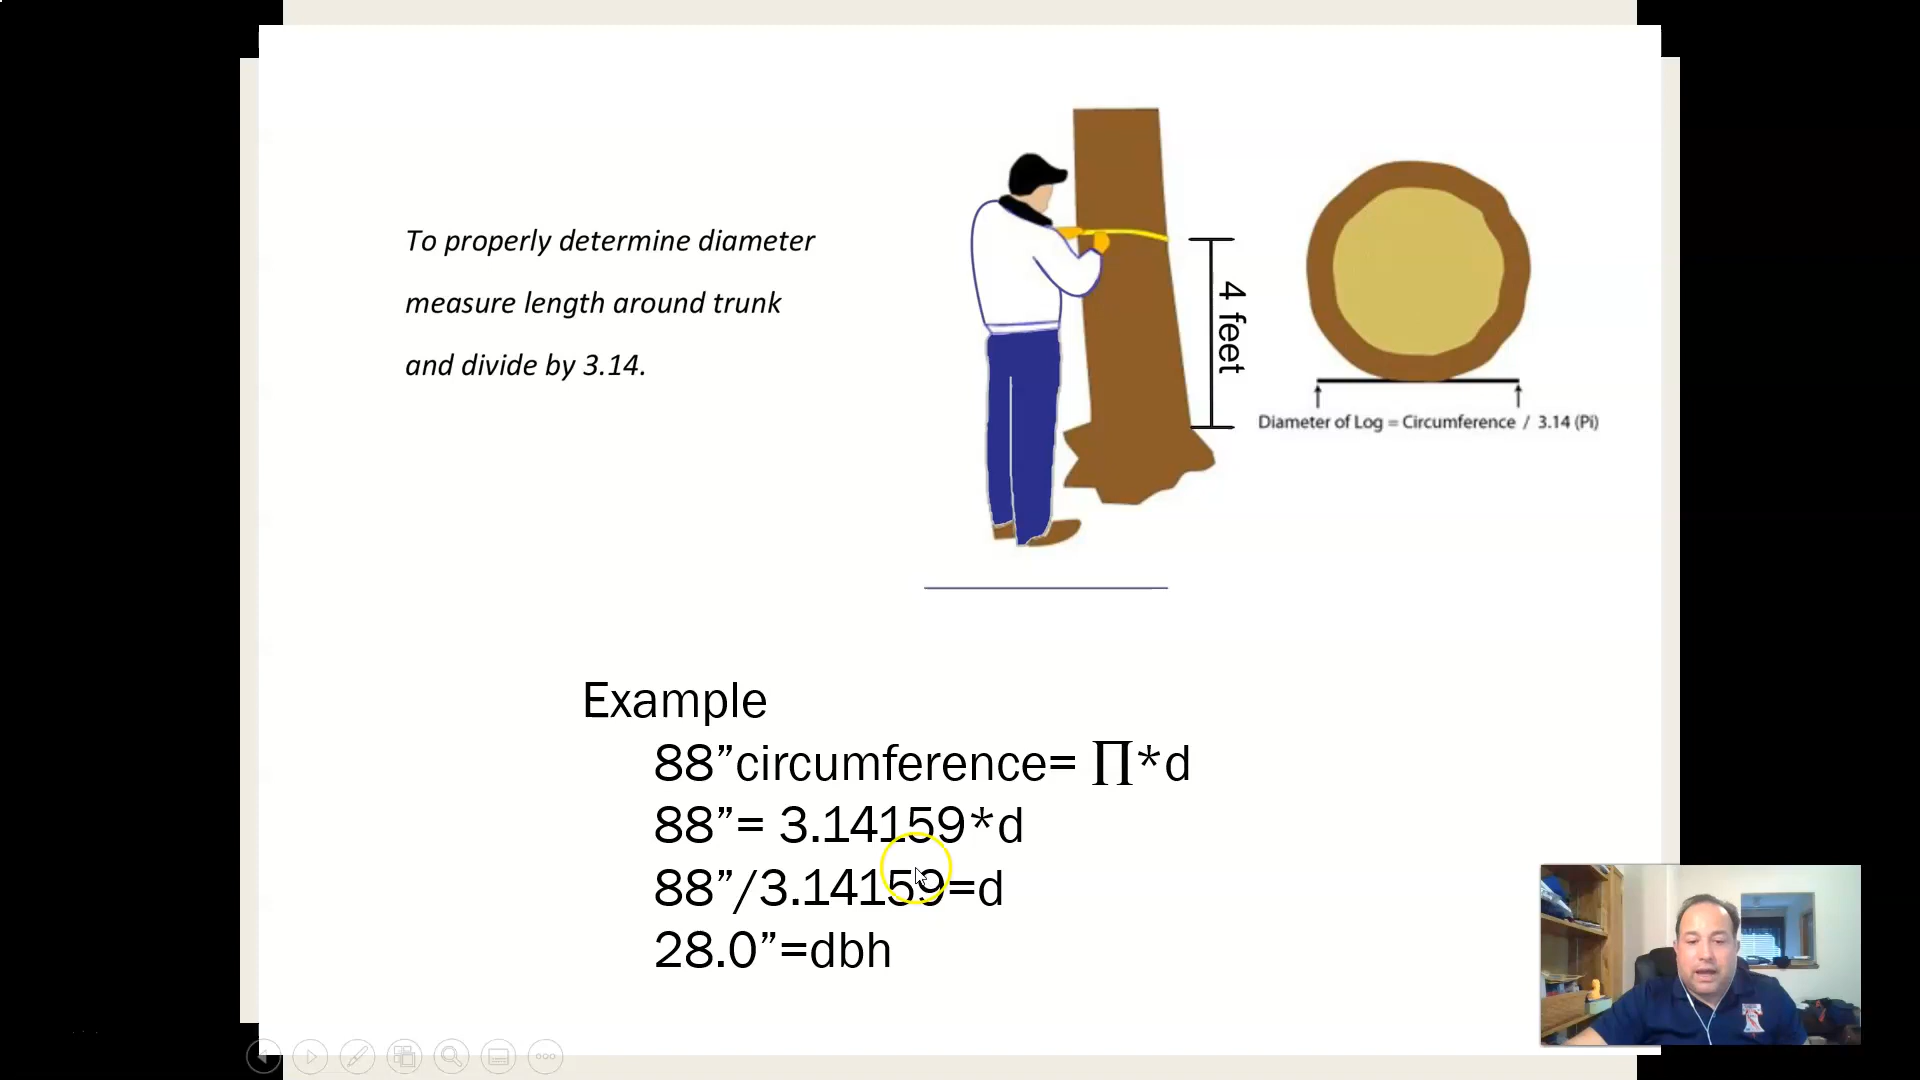 To properly determine diameter
measure length around trunk
and divide by 3.14.
4 feet
Diameter of Log = Circumference / 3.14 (Pi)
Example
88”circumference= ∏*d
88”= 3.14159*d
88”/3.14159=d
28.0”=dbh